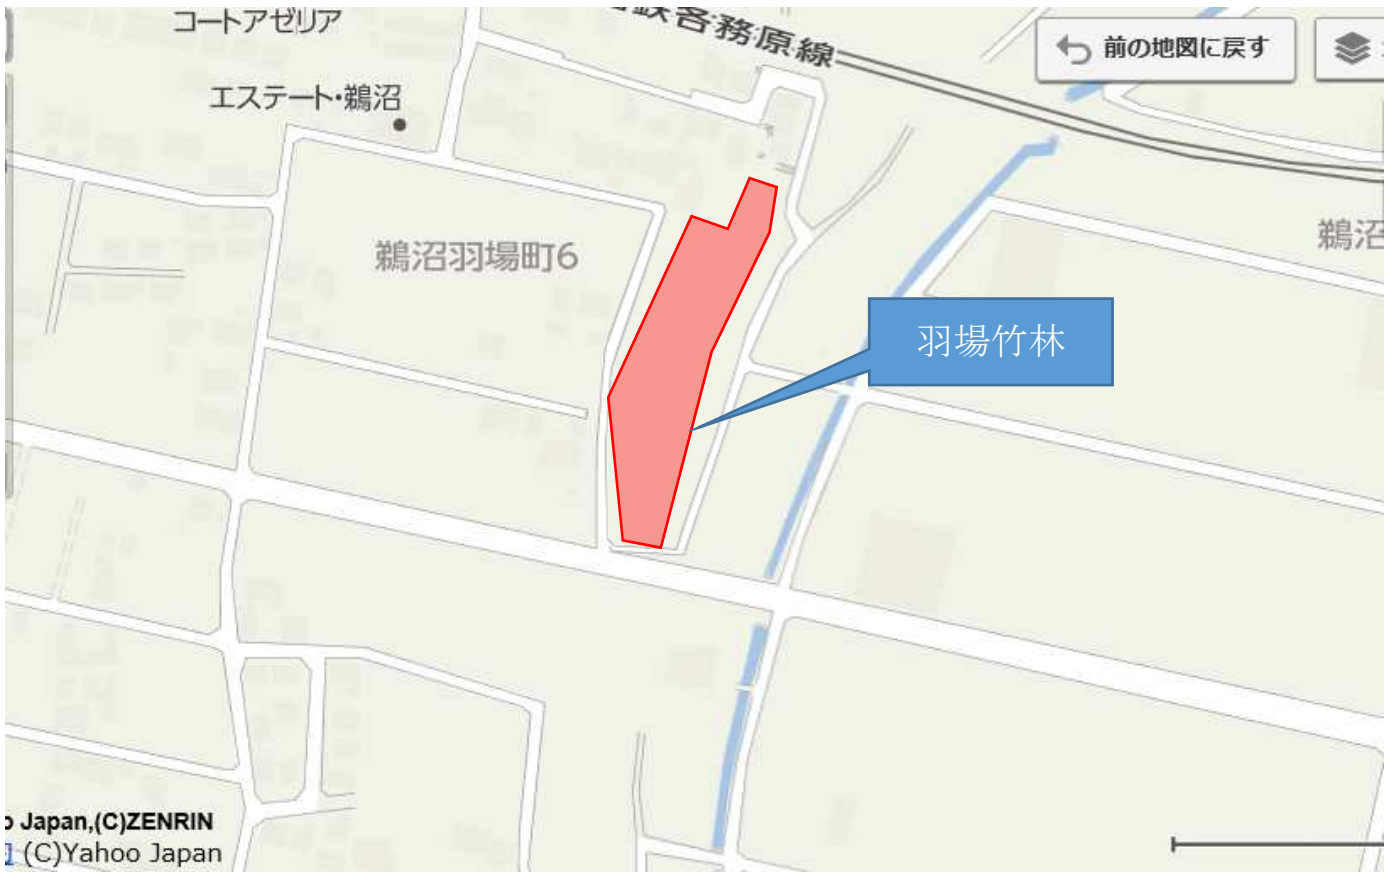 コートアゼリア
鉄各務原線
前の地図に戻す
エステート・鵜沼
鵜沼
鵜沼羽場町6
羽場竹林
Japan,(C)ZENRIN
(C)Yahoo Japan